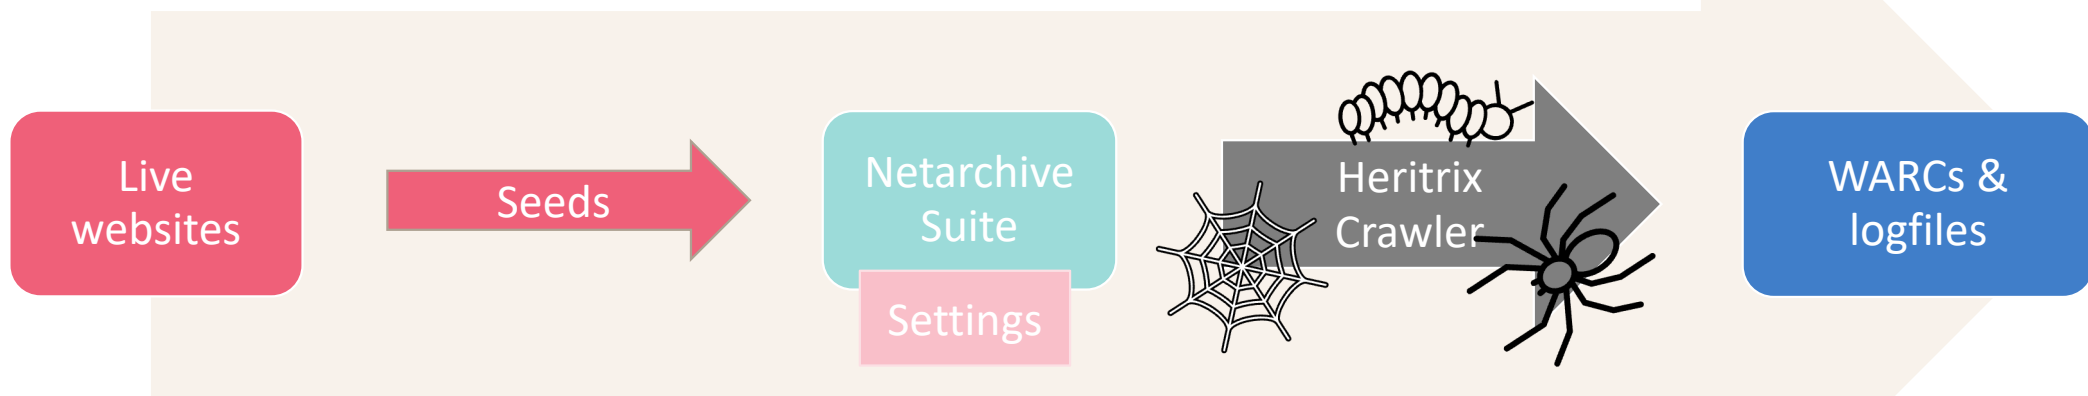 Live
websites
Seeds
Netarchive
Suite
Settings
Heritrix
Crawler
WARCs &
logfiles